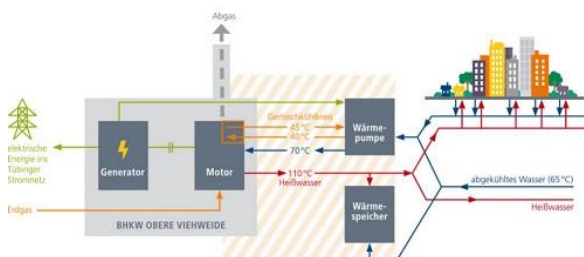 Abgas
Gemischkühlkreis
45°C
40°C
70°C
110°C
Heißwasser
Wärme-
pumpe
Wärme-
speicher
elektrische
Energie ins
Tübinger
Stromnetz
Generator
Motor
Erdgas
BHKW OBERE VIEHWEIDE
abgekühltes Wasser (65°C)
Heißwasser